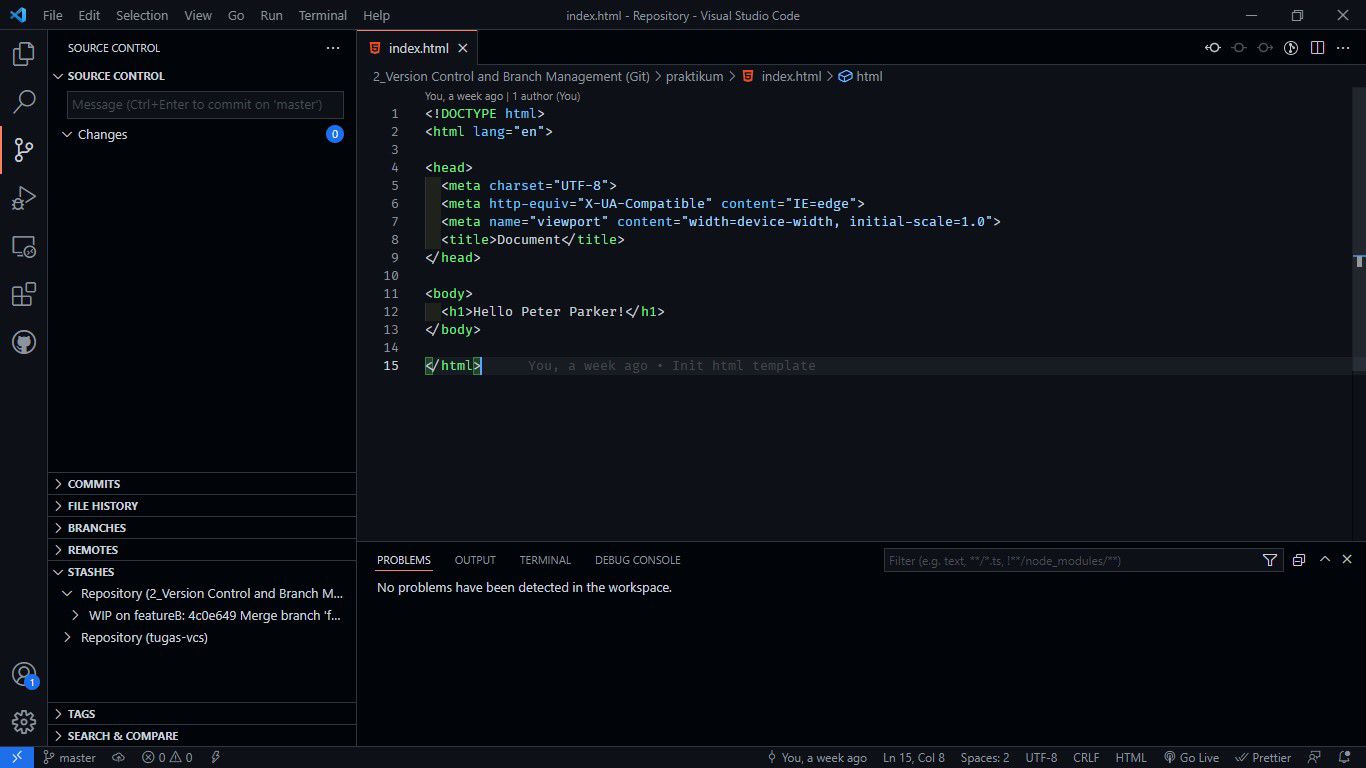 File Edit Selection View Go Run Terminal Help index.html - Repository - Visual Studio Code
SOURCE CONTROL
SOURCE CONTROL
Message (Ctrl+Enter to commit on 'master')
Changes 0
COMMITS
FILE HISTORY
BRANCHES
REMOTES
STASHES
Repository (2_Version Control and Branch M...
WIP on featureB: 4c0e649 Merge branch 'f...
Repository (tugas-vcs)
TAGS
SEARCH & COMPARE
1
index.html
2_Version Control and Branch Management (Git) > praktikum > index.html > html
You, a week ago | 1 author (You)
1 <!DOCTYPE html>
2 <html lang="en">
3
4 <head>
5 <meta charset="UTF-8">
6 <meta http-equiv="X-UA-Compatible" content="IE=edge">
7 <meta name="viewport" content="width=device-width, initial-scale=1.0">
8 <title>Document</title>
9 </head>
10
11 <body>
12 <h1>Hello Peter Parker!</h1>
13 </body>
14
15 </html> You, a week ago • Init html template
PROBLEMS OUTPUT TERMINAL DEBUG CONSOLE Filter (e.g. text, **/*.ts, !**/node_modules/**)
No problems have been detected in the workspace.
master 0 0 You, a week ago Ln 15, Col 8 Spaces: 2 UTF-8 CRLF HTML Go Live Prettier